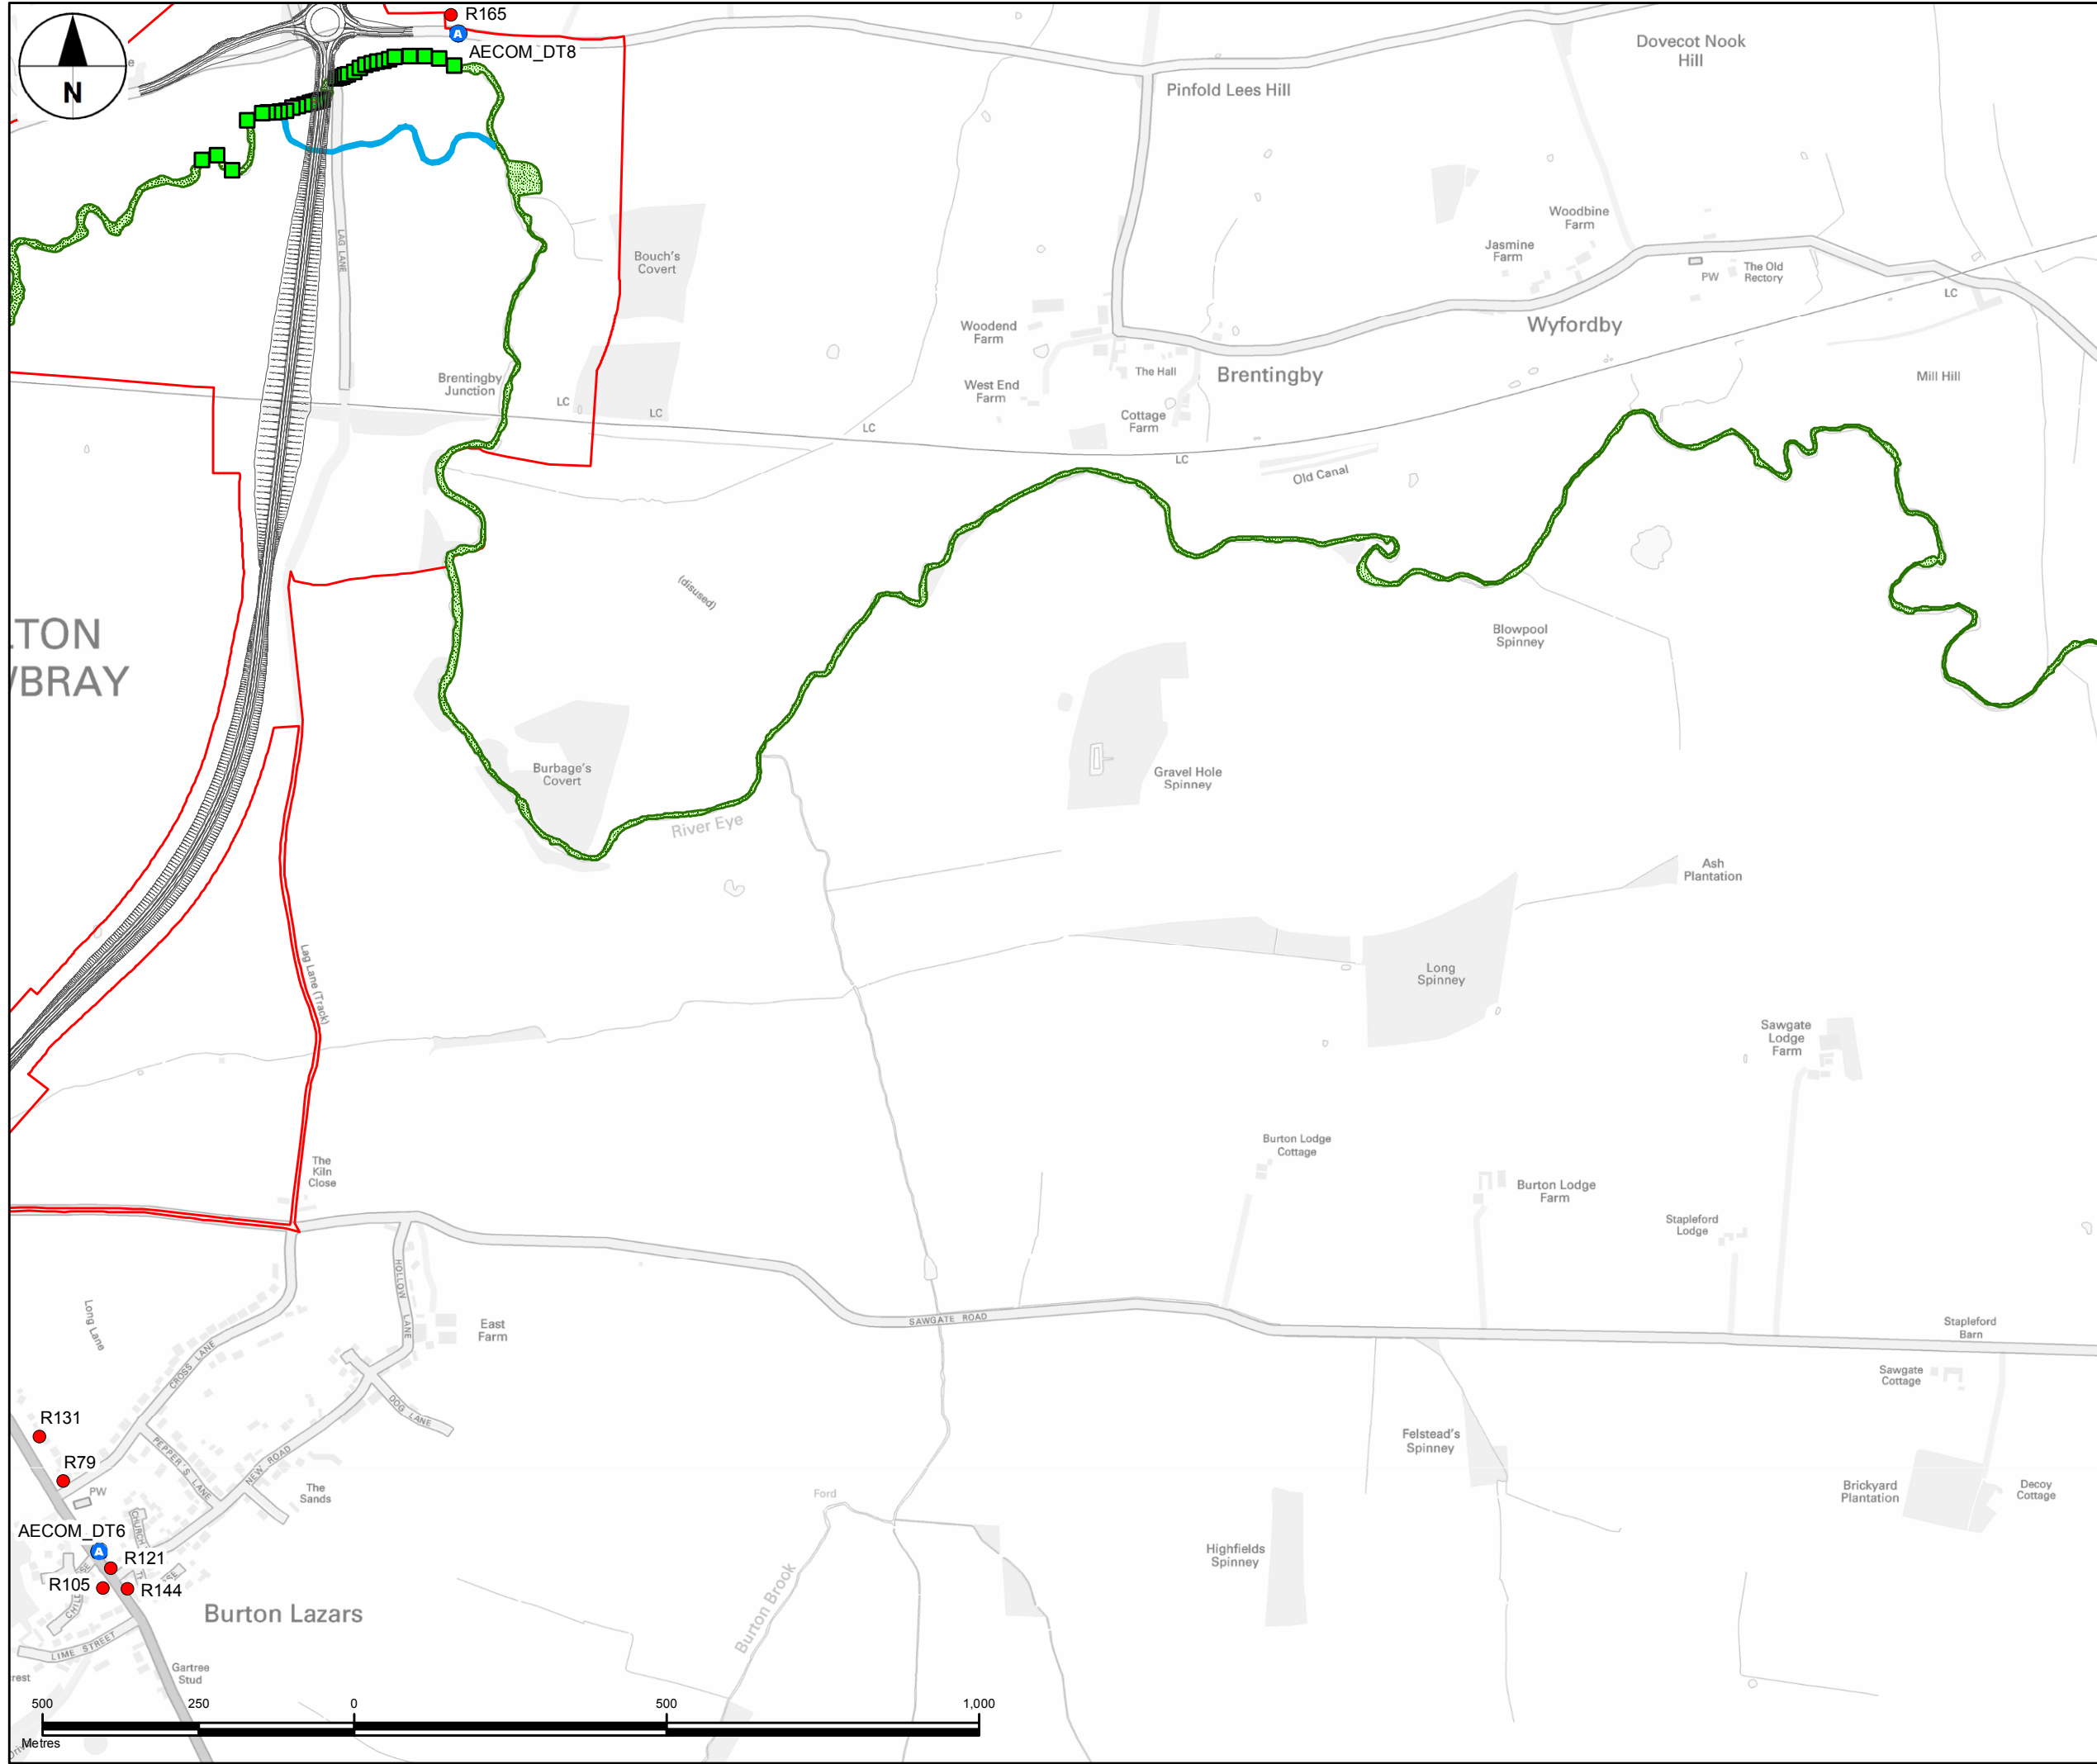 R165
AECOM_DT8
N
Dovecot Nook
Hill
Pinfold Lees Hill
Woodbine
Farm
Jasmine
Farm
PW
The Old
Rectory
LC
Wyfordby
LAG LANE
Bouch's
Covert
Woodend
Farm
The Hall
Brentingby
West End
Farm
Cottage
Farm
Mill Hill
Brentingby
Junction
LC
LC
LC
LC
Old Canal
(disused)
LTON
WBRAY
Blowpool
Spinney
Burbage's
Covert
Gravel Hole
Spinney
River Eye
Ash
Plantation
Long
Spinney
Lag Lane (Track)
Sawgate
Lodge
Farm
The
Kiln
Close
Burton Lodge
Cottage
Burton Lodge
Farm
Stapleford
Lodge
HOLLOW LANE
Long Lane
East
Farm
SAWGATE ROAD
Stapleford
Barn
CROSS LANE
Sawgate
Cottage
DOG LANE
R131
R79
PW
PEPPER'S LANE
NEW ROAD
The
Sands
Felstead's
Spinney
Brickyard
Plantation
Decoy
Cottage
Ford
CHURCH
AECOM_DT6
R121
R105
R144
Highfields
Spinney
Burton Brook
Burton Lazars
LIME STREET
Gartree
Stud
rest
500 250 0 500 1,000
Metres